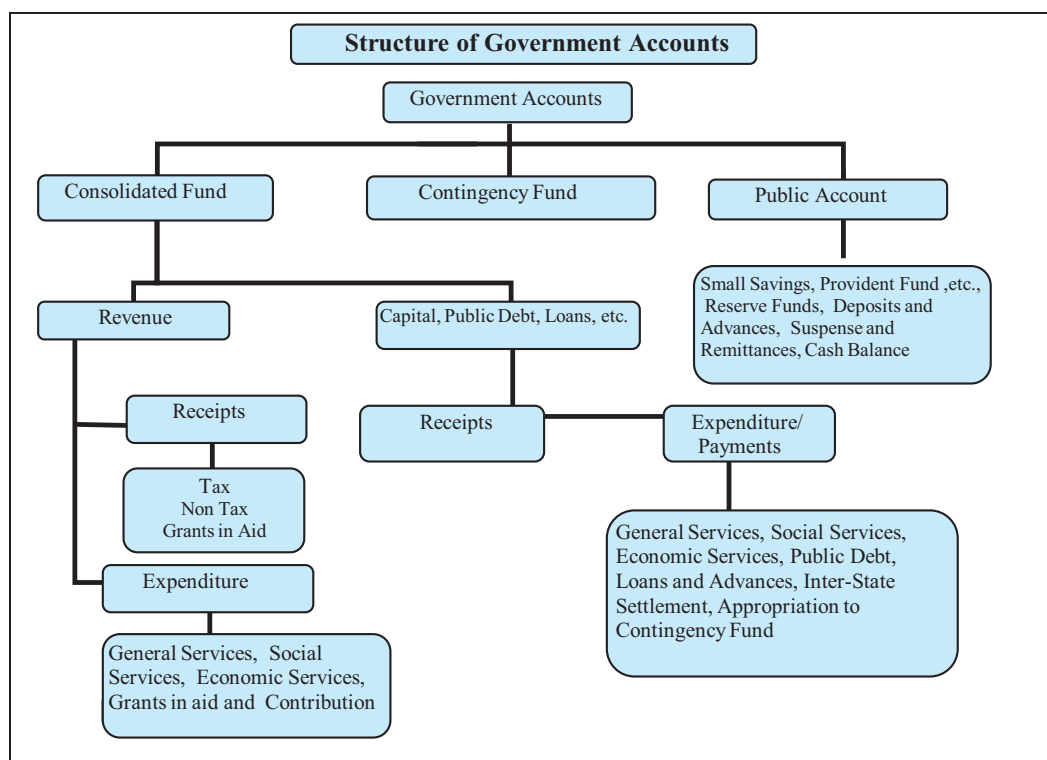 Structure of Government Accounts
Government Accounts
Consolidated Fund
Contingency Fund
Public Account
Small Savings, Provident Fund ,etc.,
Reserve Funds, Deposits and
Advances, Suspense and
Remittances, Cash Balance
Revenue
Capital, Public Debt, Loans, etc.
Receipts
Tax
Non Tax
Grants in Aid
Expenditure
General Services, Social
Services, Economic Services,
Grants in aid and Contribution
Receipts
Expenditure/
Payments
General Services, Social Services,
Economic Services, Public Debt,
Loans and Advances, Inter-State
Settlement, Appropriation to
Contingency Fund